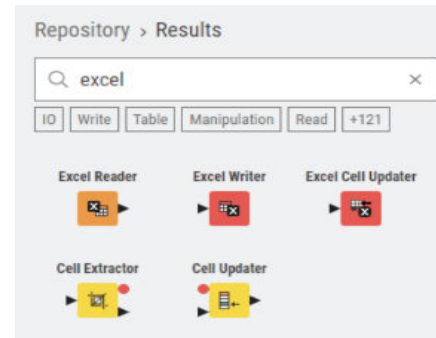 Repository › Results
excel
IO Write Table Manipulation Read +121
Excel Reader Excel Writer Excel Cell Updater
Cell Extractor Cell Updater